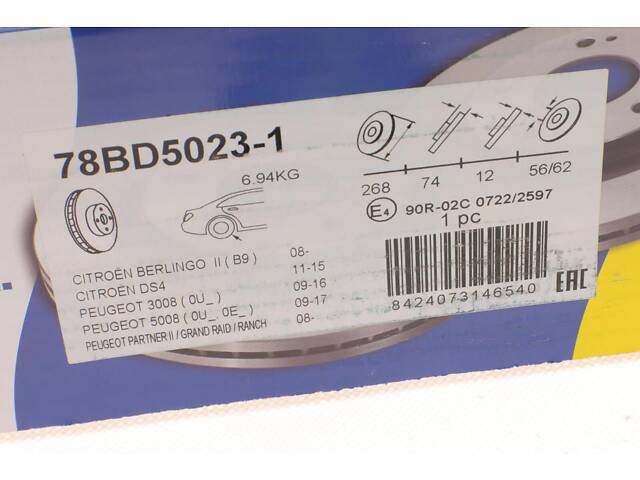 78BD5023-1
6.94KG
268 74 12 56/62
E4 90R-02C 0722/2597
1 pc
CITROËN BERLINGO II ( B9 ) 08-
CITROËN DS4 11-15
PEUGEOT 3008 ( 0U_ ) 09-16
PEUGEOT 5008 ( 0U_, 0E_ ) 09-17
PEUGEOT PARTNER II / GRAND RAID / RANCH 08-
8424073146540
EAC